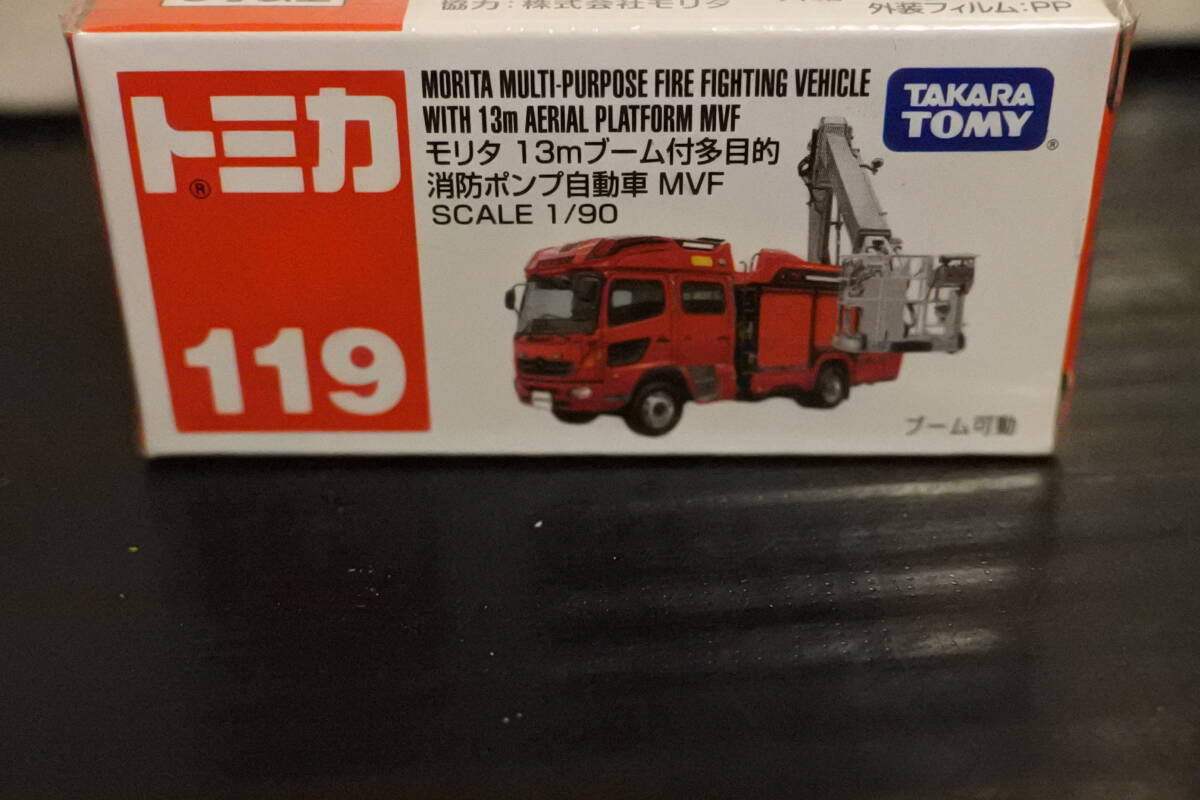 協力:株式会社モリタ
外装フィルム:PP
トミカ
®
119
MORITA MULTI-PURPOSE FIRE FIGHTING VEHICLE
WITH 13m AERIAL PLATFORM MVF
モリタ 13mブーム付多目的
消防ポンプ自動車 MVF
SCALE 1/90
TAKARA
TOMY
®
ブーム可動